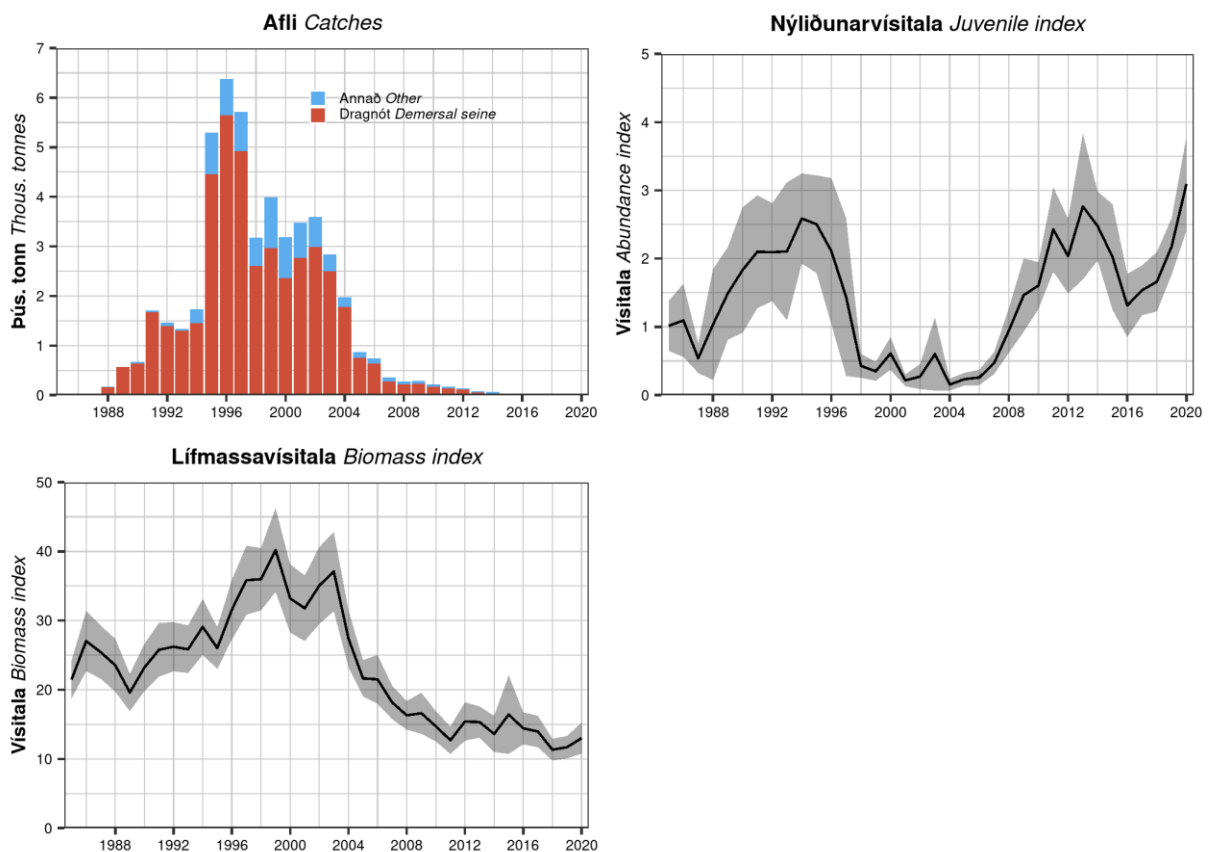 Afli Catches
Þús. tonn Thous. tonnes
7
6
5
4
3
2
1
0
Annað Other
Dragnót Demersal seine
1988 1992 1996 2000 2004 2008 2012 2016 2020
Nýliðunarvísitala Juvenile index
Vísitala Abundance index
5
4
3
2
1
0
1988 1992 1996 2000 2004 2008 2012 2016 2020
Lífmassavísitala Biomass index
Vísitala Biomass index
50
40
30
20
10
0
1988 1992 1996 2000 2004 2008 2012 2016 2020